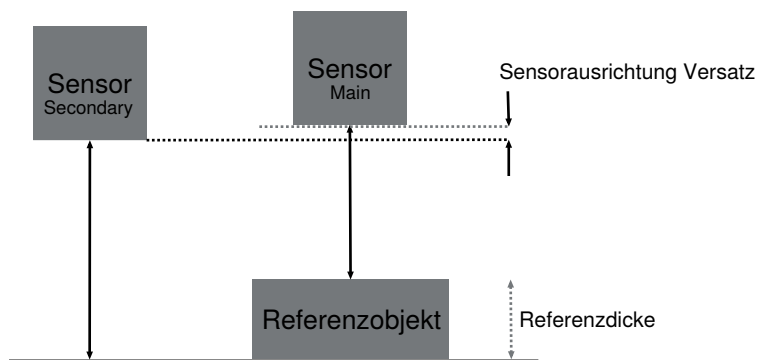 Sensor
Secondary
Sensor
Main
Sensorausrichtung Versatz
Referenzobjekt
Referenzdicke